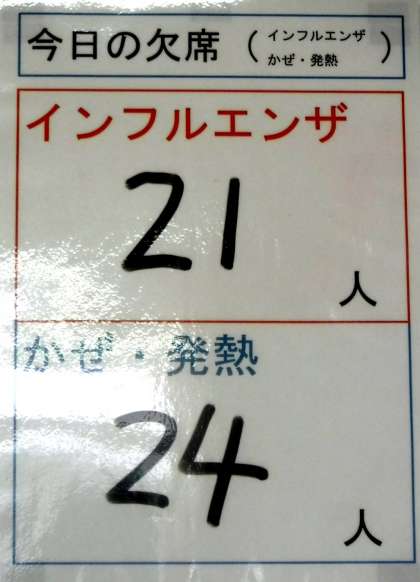 今日の欠席（インフルエンザ
かぜ・発熱）
インフルエンザ
21
人
かぜ・発熱
24
人